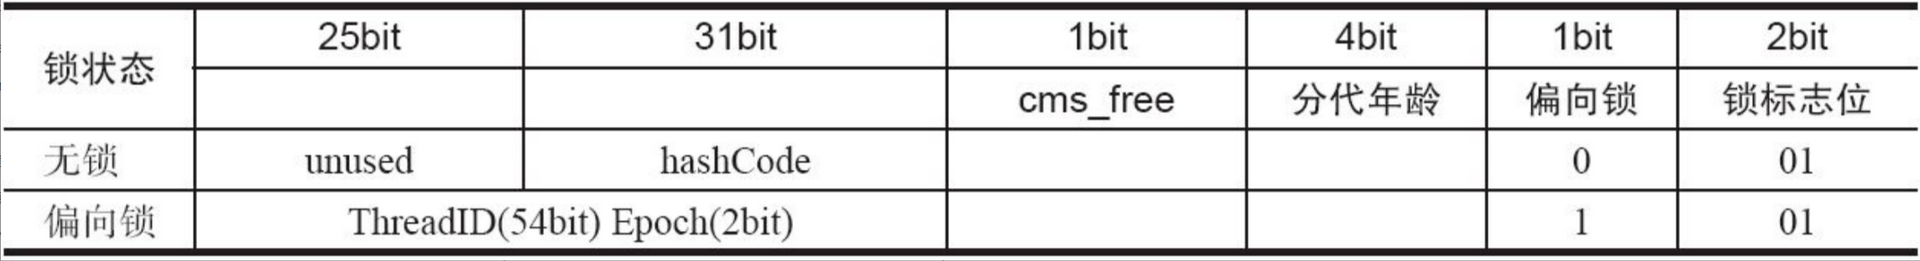 锁状态 25bit 31bit 1bit 4bit 1bit 2bit
cms_free 分代年龄 偏向锁 锁标志位
无锁 unused hashCode 0 01
偏向锁 ThreadID(54bit) Epoch(2bit) 1 01